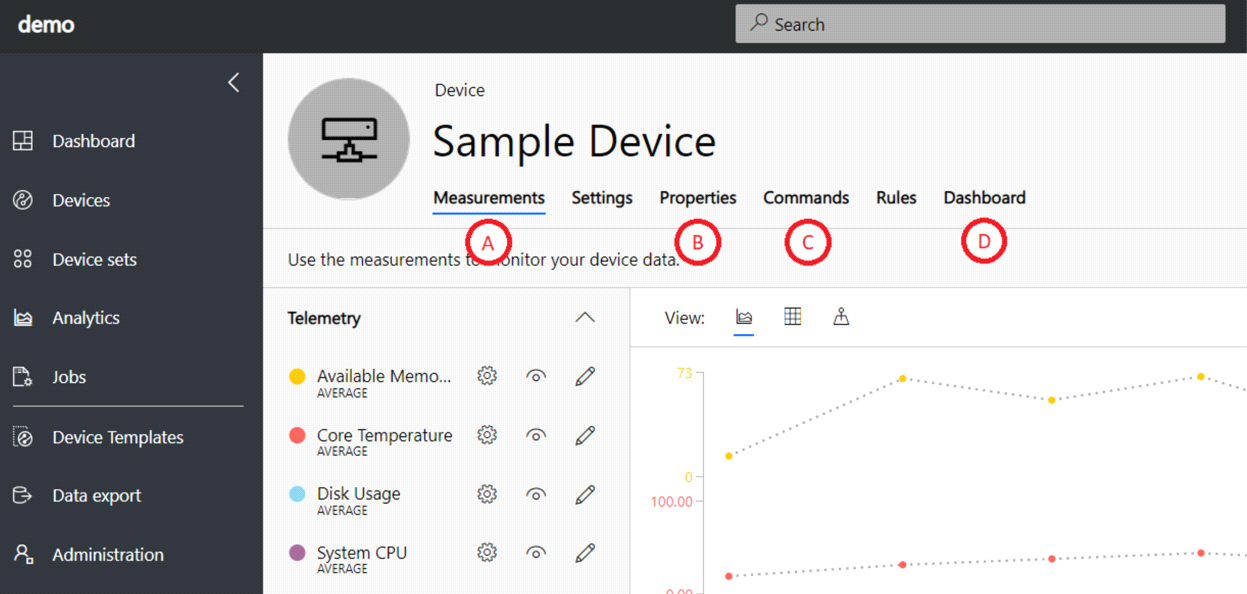 demo
Search
Device
Sample Device
Measurements Settings Properties Commands Rules Dashboard
A B C D
Use the measurements to monitor your device data.
Dashboard
Devices
Device sets
Analytics
Jobs
Device Templates
Data export
Administration
Telemetry
Available Memo...
AVERAGE
Core Temperature
AVERAGE
Disk Usage
AVERAGE
System CPU
AVERAGE
View:
73
0
100.00
0.00